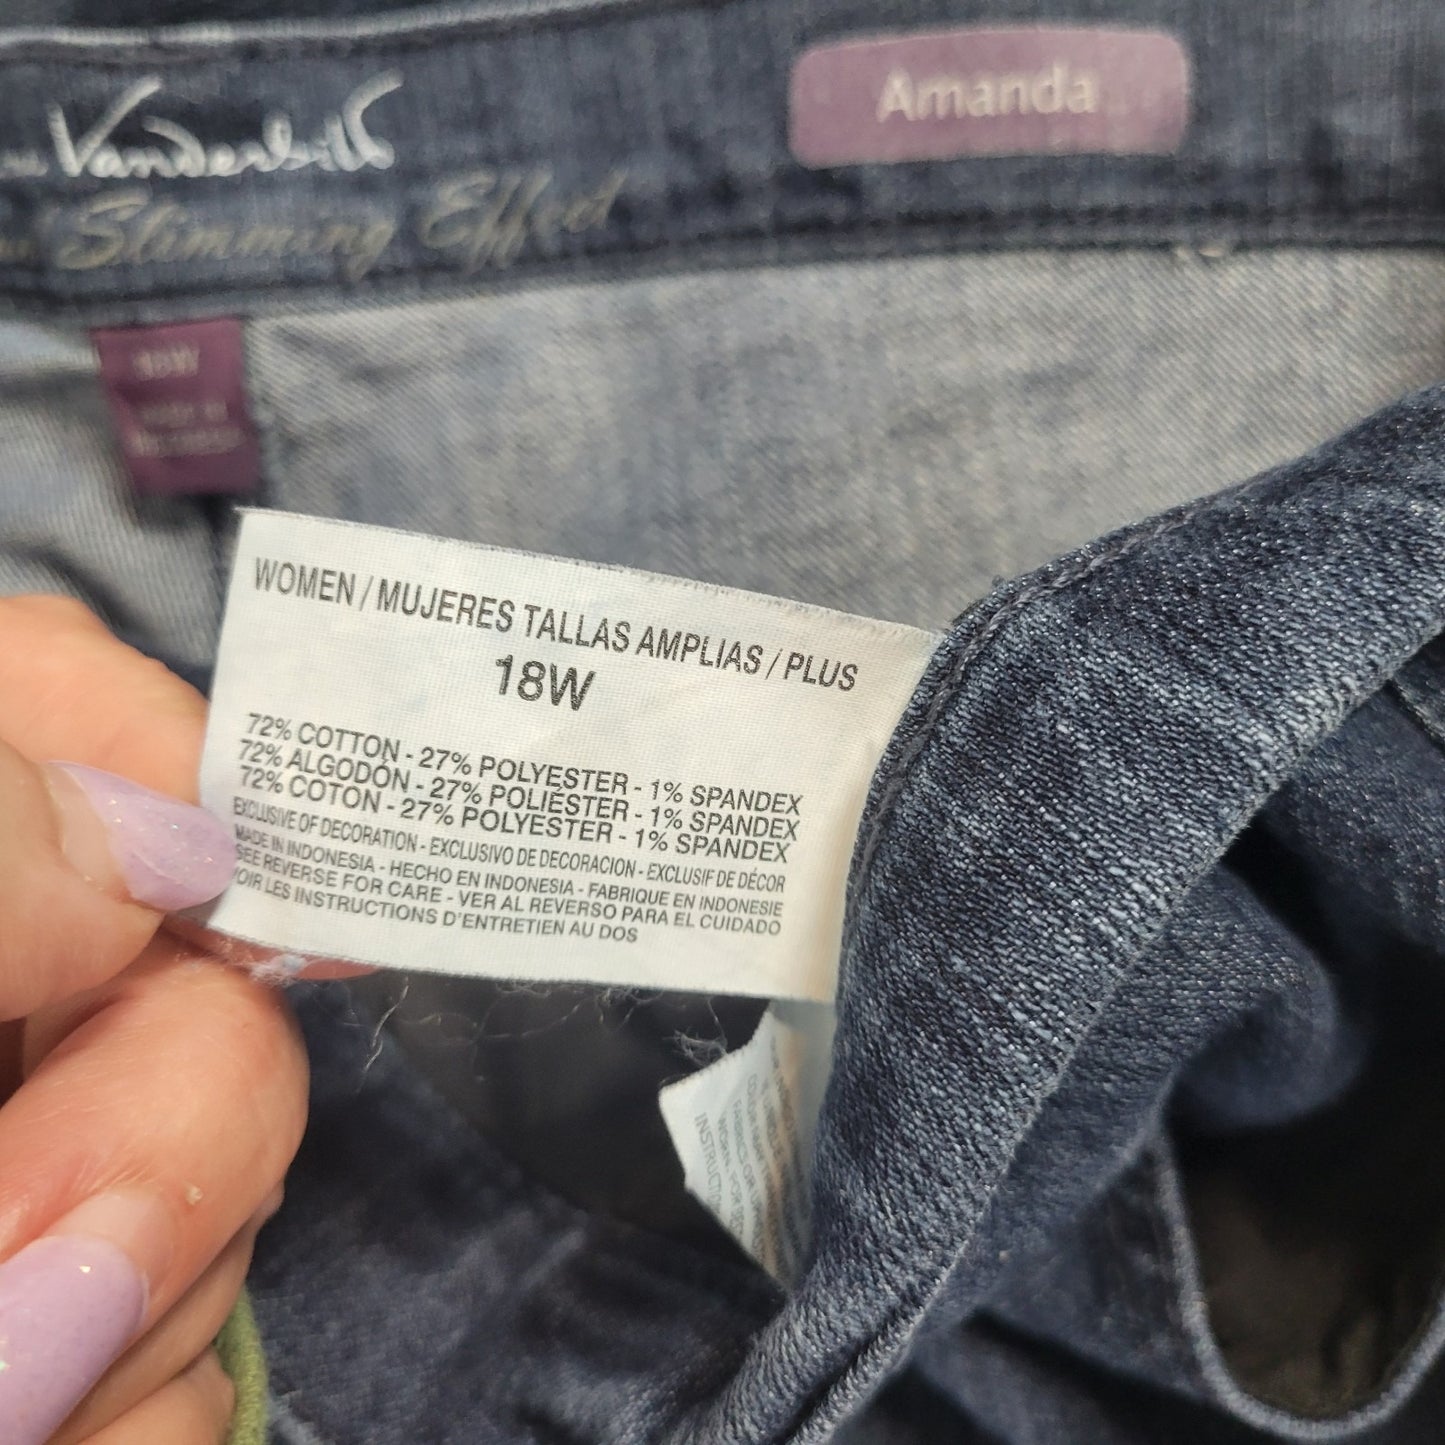 Vanderbilt
Amanda
Slimming Effect
WOMEN / MUJERES TALLAS AMPLIAS / PLUS
18W
72% COTTON - 27% POLYESTER - 1% SPANDEX
72% ALGODÓN - 27% POLIÉSTER - 1% SPANDEX
72% COTON - 27% POLYESTER - 1% SPANDEX
EXCLUSIVE OF DECORATION - EXCLUSIVO DE DECORACION - EXCLUSIF DE DÉCOR
MADE IN INDONESIA - HECHO EN INDONESIA - FABRIQUE EN INDONESIE
SEE REVERSE FOR CARE - VER AL REVERSO PARA EL CUIDADO
VOIR LES INSTRUCTIONS D'ENTRETIEN AU DOS